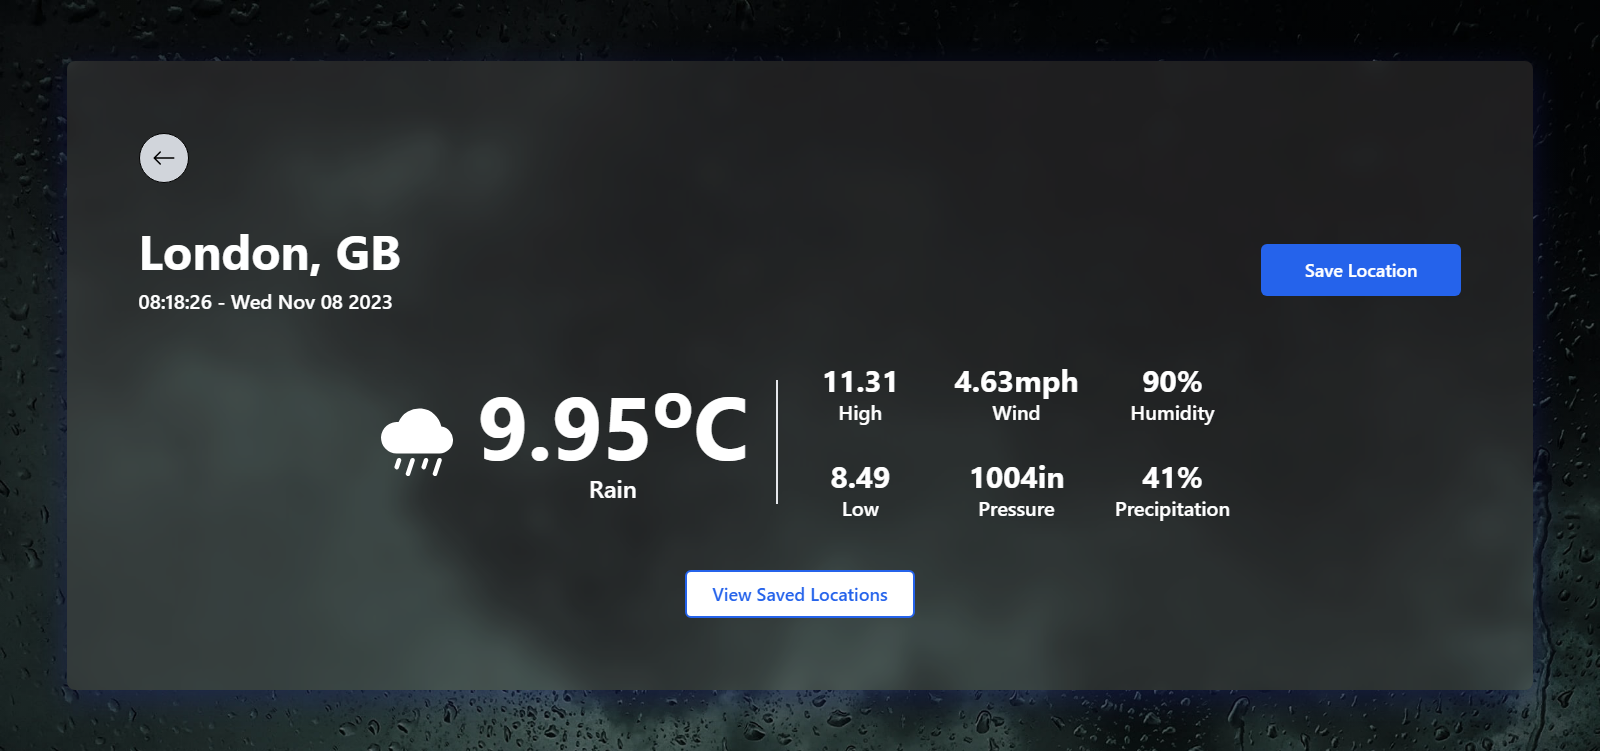 London, GB
08:18:26 - Wed Nov 08 2023
Save Location
9.95ºC
Rain
11.31
High
4.63mph
Wind
90%
Humidity
8.49
Low
1004in
Pressure
41%
Precipitation
View Saved Locations